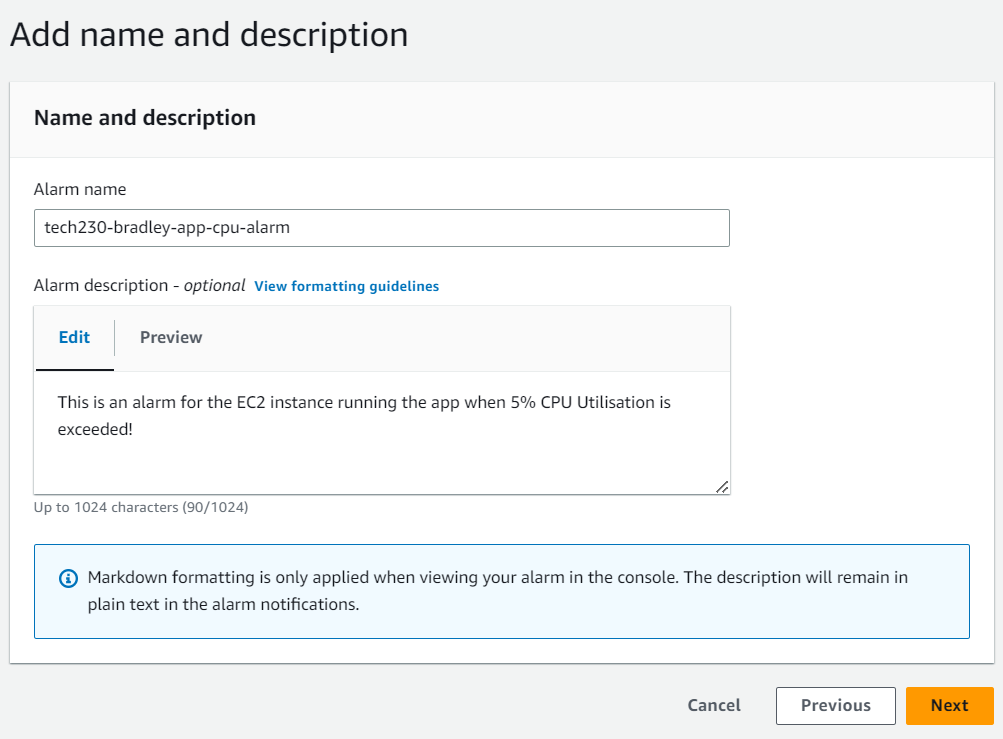 Add name and description
Name and description
Alarm name
tech230-bradley-app-cpu-alarm
Alarm description - optional View formatting guidelines
Edit Preview
This is an alarm for the EC2 instance running the app when 5% CPU Utilisation is
exceeded!
Up to 1024 characters (90/1024)
Markdown formatting is only applied when viewing your alarm in the console. The description will remain in
plain text in the alarm notifications.
Cancel Previous Next